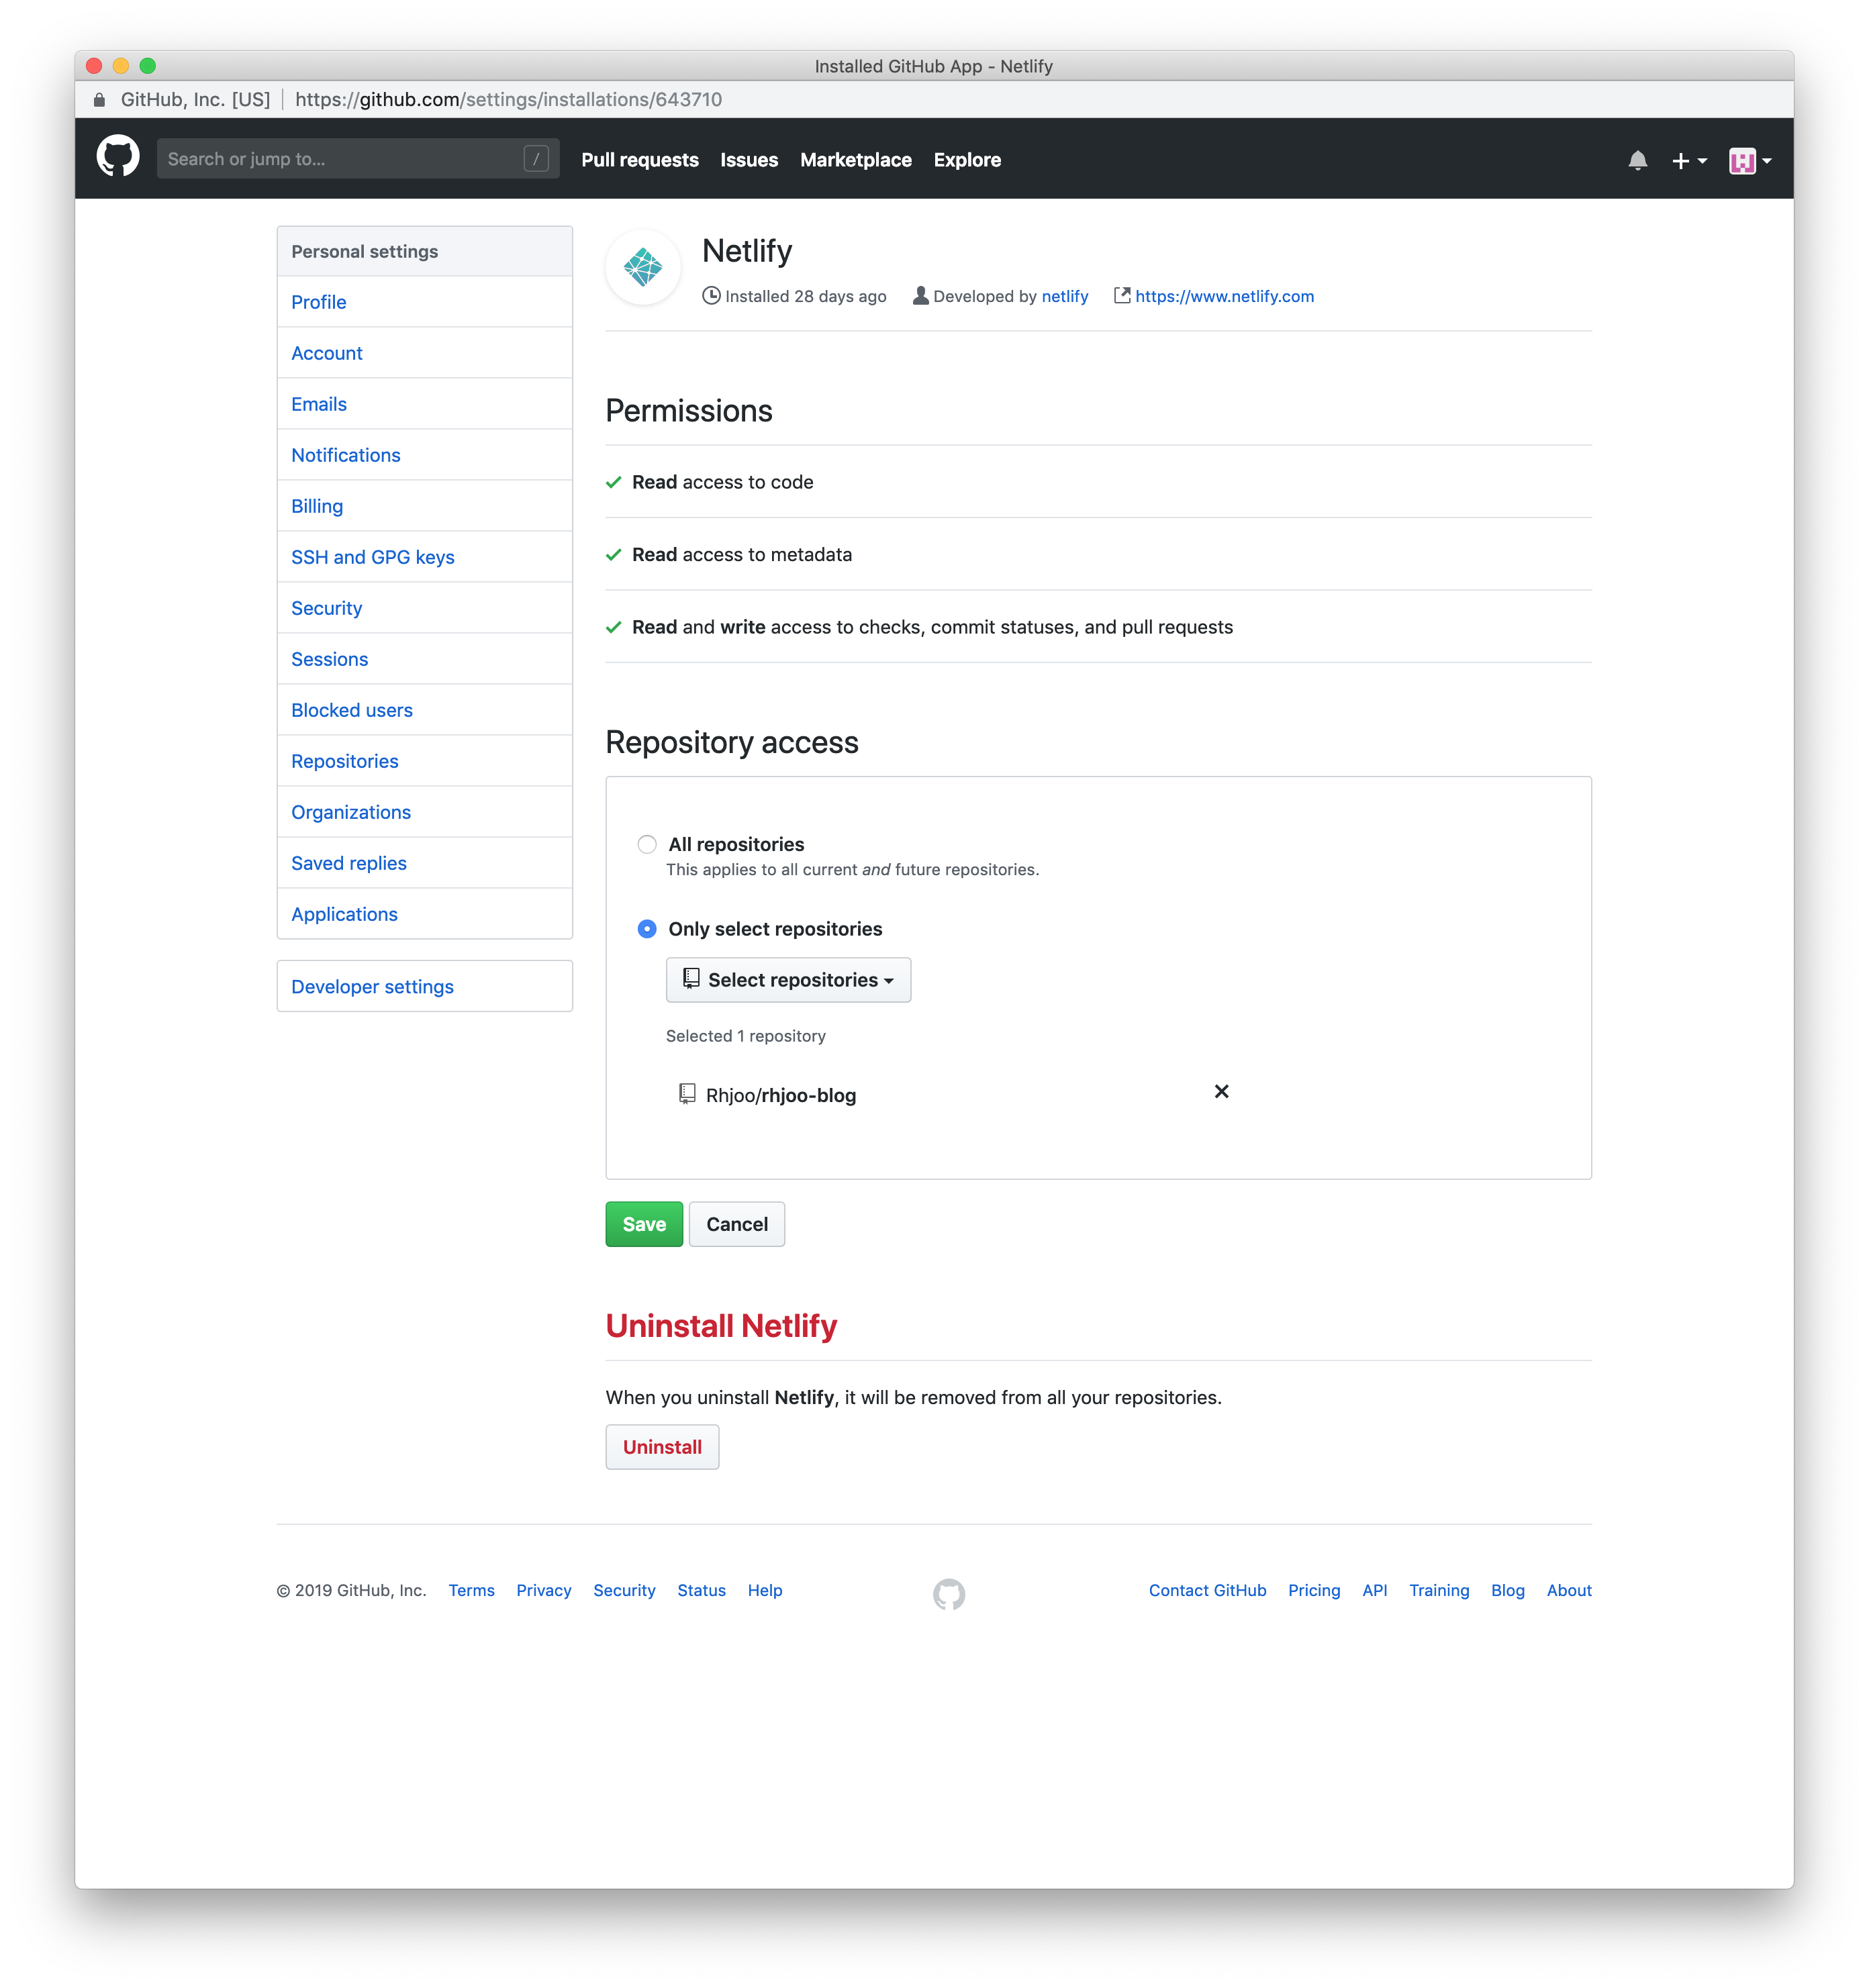 Installed GitHub App - Netlify
GitHub, Inc. [US] https://github.com/settings/installations/643710
Search or jump to... / Pull requests Issues Marketplace Explore
Personal settings
Profile
Account
Emails
Notifications
Billing
SSH and GPG keys
Security
Sessions
Blocked users
Repositories
Organizations
Saved replies
Applications
Developer settings
Netlify
Installed 28 days ago Developed by netlify https://www.netlify.com
Permissions
Read access to code
Read access to metadata
Read and write access to checks, commit statuses, and pull requests
Repository access
All repositories
This applies to all current and future repositories.
Only select repositories
Select repositories
Selected 1 repository
Rhjoo/rhjoo-blog
Save Cancel
Uninstall Netlify
When you uninstall Netlify, it will be removed from all your repositories.
Uninstall
© 2019 GitHub, Inc. Terms Privacy Security Status Help Contact GitHub Pricing API Training Blog About